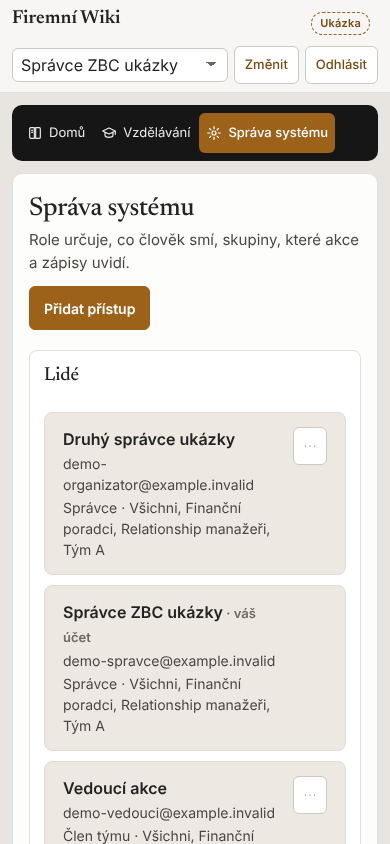 Firemní Wiki
Ukázka
Správce ZBC ukázky
Změnit
Odhlásit
Domů
Vzdělávání
Správa systému
Správa systému
Role určuje, co člověk smí, skupiny, které akce
a zápisy uvidí.
Přidat přístup
Lidé
Druhý správce ukázky
...
demo-
organizator@example.invalid
Správce · Všichni, Finanční
poradci, Relationship manažeři,
Tým A
Správce ZBC ukázky · váš
účet
demo-spravce@example.invalid
Správce · Všichni, Finanční
poradci, Relationship manažeři,
Tým A
Vedoucí akce
...
demo-vedouci@example.invalid
Člen týmu · Všichni, Finanční